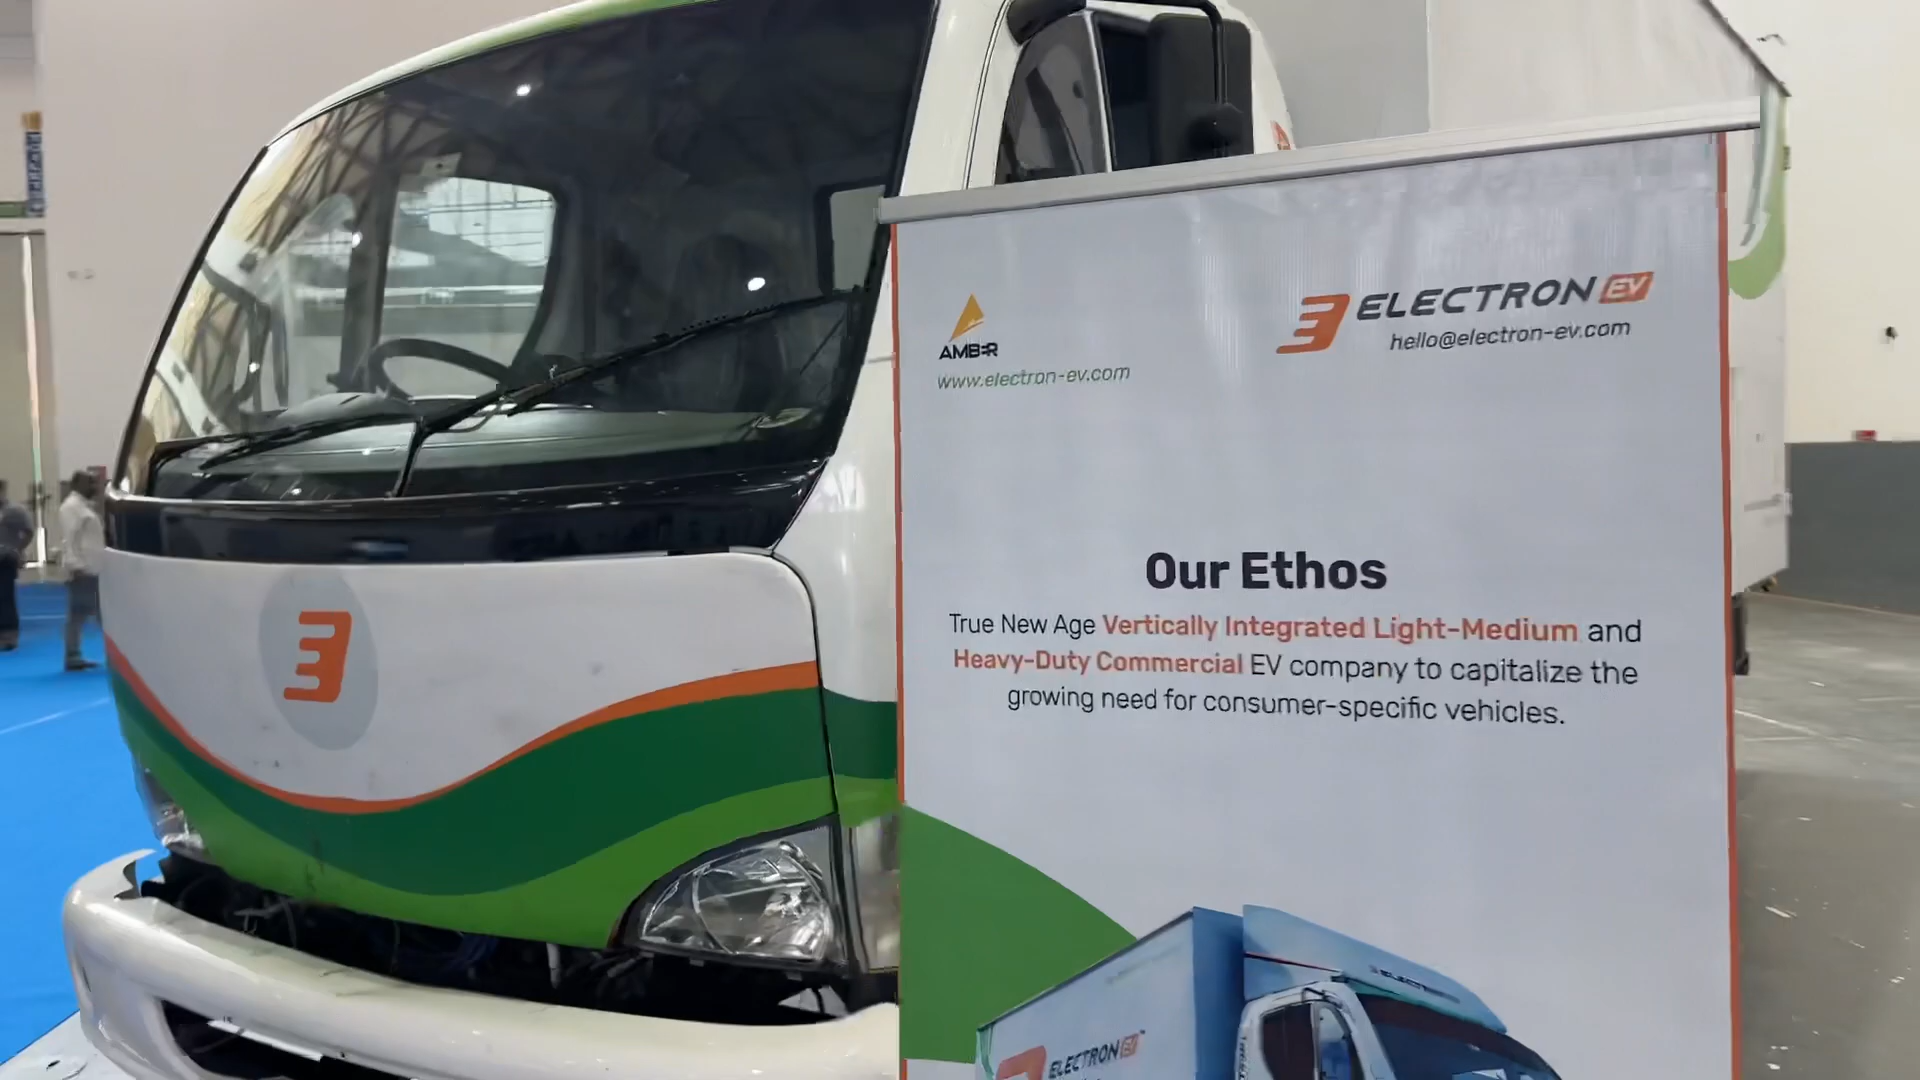 AMBER
www.electron-ev.com
ELECTRON EV
hello@electron-ev.com
Our Ethos
True New Age Vertically Integrated Light-Medium and
Heavy-Duty Commercial EV company to capitalize the
growing need for consumer-specific vehicles.
ELECTRON EV